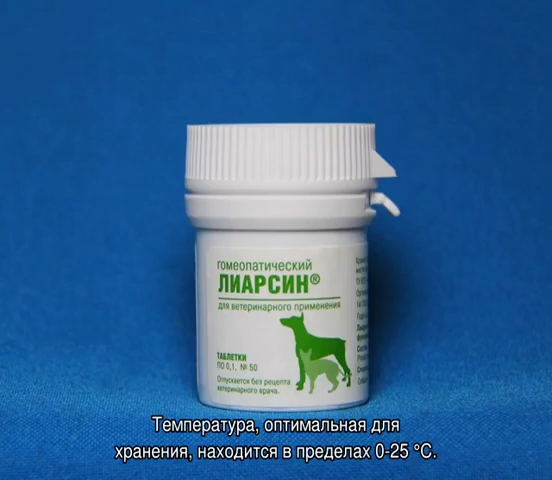 гомеопатический
ЛИАРСИН®
для ветеринарного применения
ТАБЛЕТКИ
ПО 0,1, № 50
Отпускается без рецепта
ветеринарного врача.
Температура, оптимальная для
хранения, находится в пределах 0-25 °C.